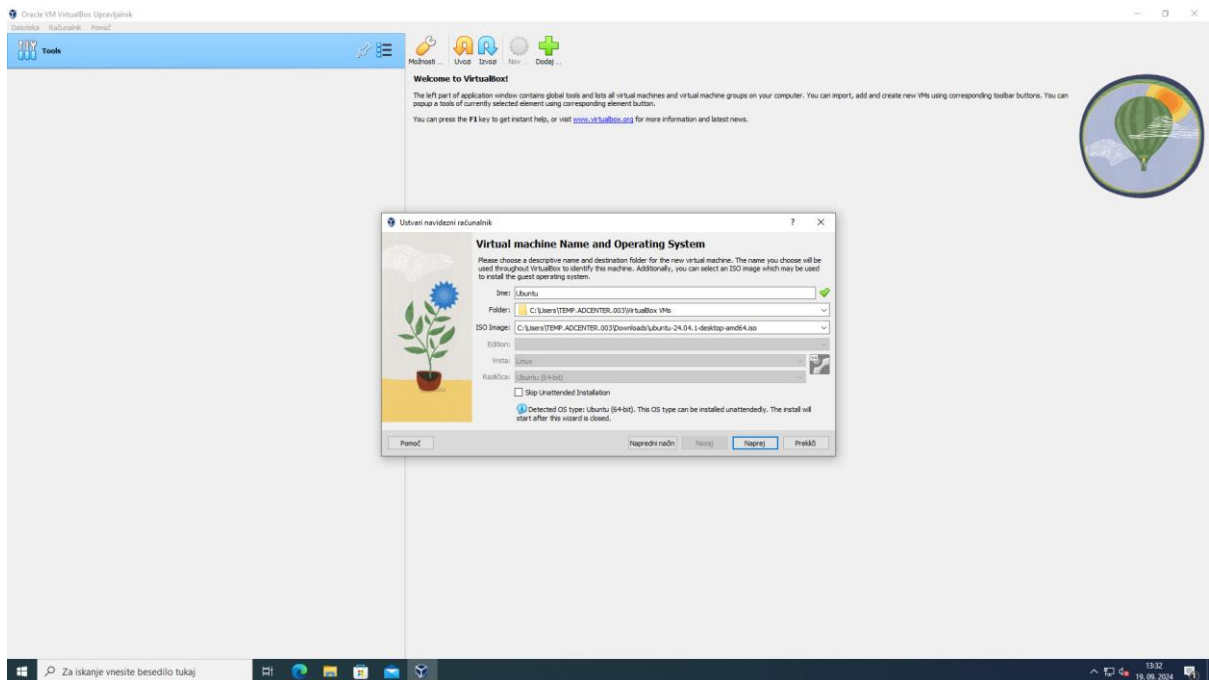 Oracle VM VirtualBox Upravljalnik
Datoteka Računalnik Pomoč
Tools
Možnosti ... Uvozi Izvozi Nov ... Dodaj ...
Welcome to VirtualBox!
The left part of application window contains global tools and lists all virtual machines and virtual machine groups on your computer. You can import, add and create new VMs using corresponding toolbar buttons. You can
popup a tools of currently selected element using corresponding element button.
You can press the F1 key to get instant help, or visit www.virtualbox.org for more information and latest news.
Ustvari navidezni računalnik
Virtual machine Name and Operating System
Please choose a descriptive name and destination folder for the new virtual machine. The name you choose will be
used throughout VirtualBox to identify this machine. Additionally, you can select an ISO image which may be used
to install the guest operating system.
Ime: Ubuntu
Folder: C:\Users\TEMP.ADCENTER.003\VirtualBox VMs
ISO Image: C:\Users\TEMP.ADCENTER.003\Downloads\ubuntu-24.04.1-desktop-amd64.iso
Edition:
Vrsta: Linux
Različica: Ubuntu (64-bit)
Skip Unattended Installation
Detected OS type: Ubuntu (64-bit). This OS type can be installed unattendedly. The install will
start after this wizard is closed.
Pomoč Napredni način Nazaj Naprej Prekliči
Za iskanje vnesite besedilo tukaj
13:32
19. 09. 2024